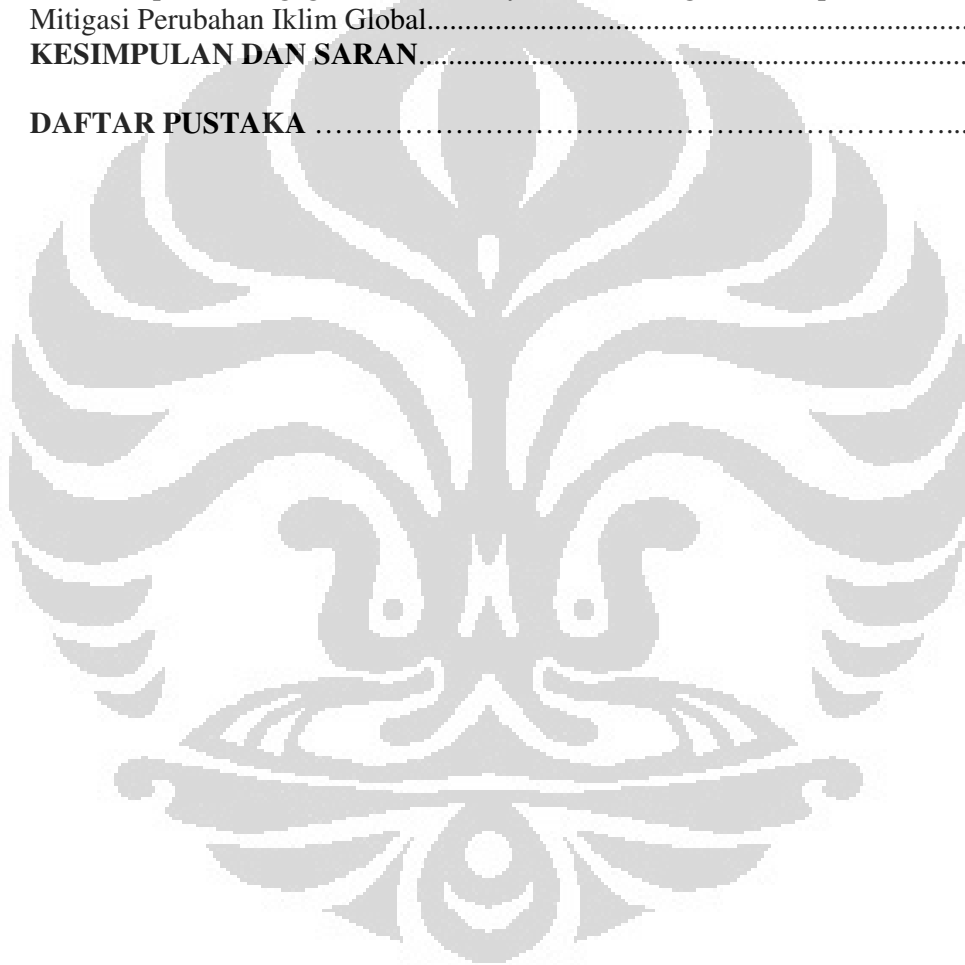 Mitigasi Perubahan Iklim Global..........................................................................................
KESIMPULAN DAN SARAN..........................................................................................
DAFTAR PUSTAKA ………………………………………………………....